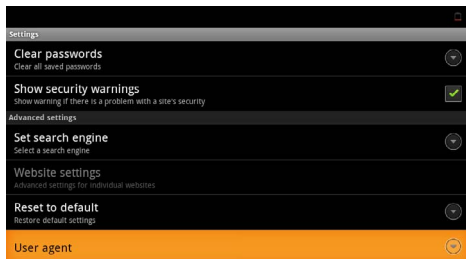 Settings
Clear passwords
Clear all saved passwords
Show security warnings
Show warning if there is a problem with a site's security
Advanced settings
Set search engine
Select a search engine
Website settings
Advanced settings for individual websites
Reset to default
Restore default settings
User agent